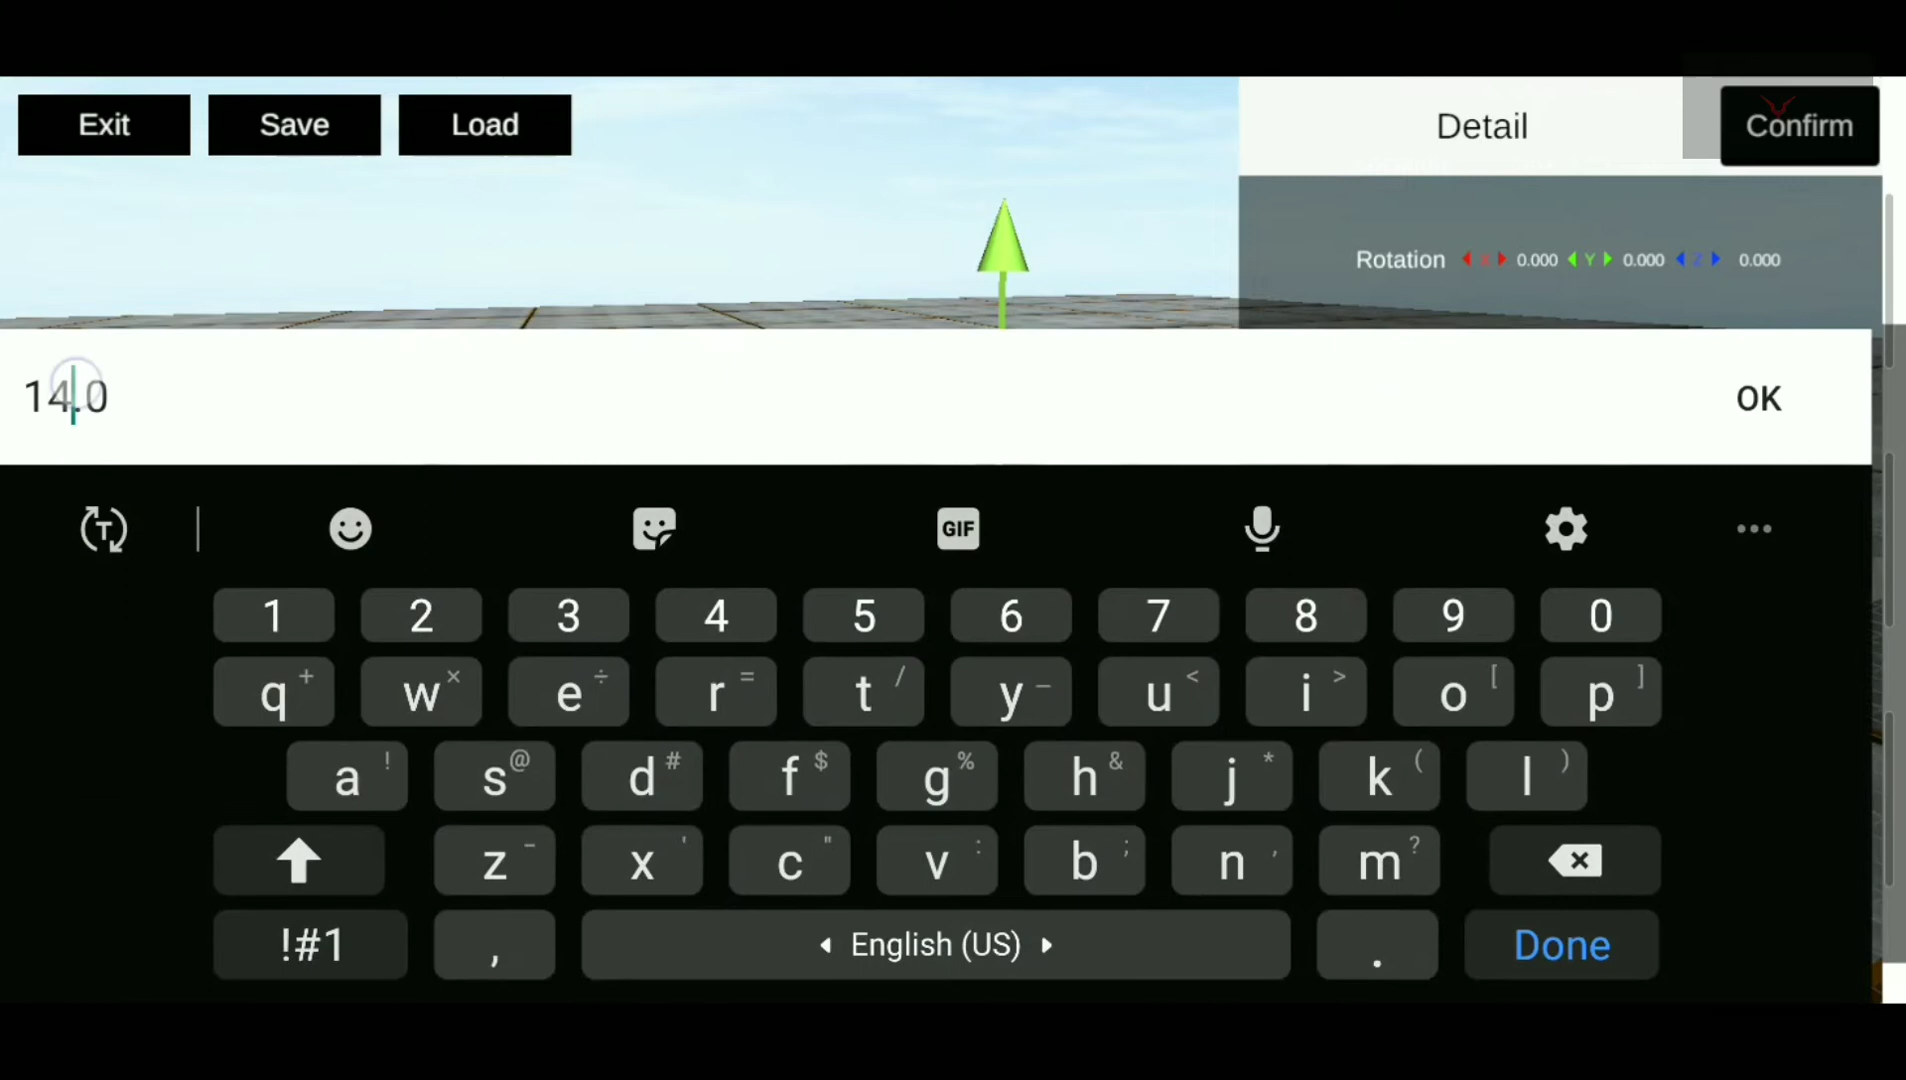 Exit Save Load Detail Confirm
Rotation X 0.000 Y 0.000 Z 0.000
14.0 OK
T GIF
1 2 3 4 5 6 7 8 9 0
q + w × e ÷ r = t / y _ u < i > o [ p ]
a ! s @ d # f $ g % h & j * k ( l )
z - x ' c " v : b ; n , m ?
!#1 , English (US) . Done